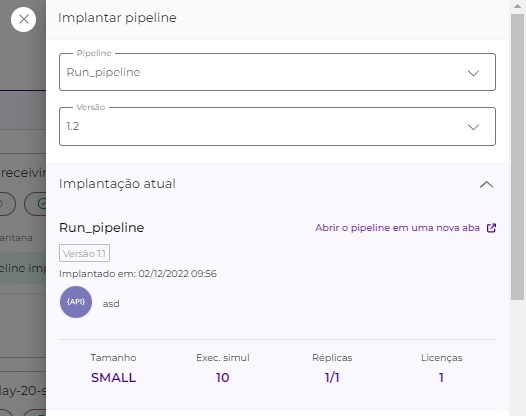 Implantar pipeline
Pipeline
Run_pipeline
Versão
1.2
receivin
Implantação atual
antana
Run_pipeline
Abrir o pipeline em uma nova aba
Versão 1.1
eline imp
Implantado em: 02/12/2022 09:56
{API}
asd
Tamanho Exec. simul Réplicas Licenças
SMALL 10 1/1 1
lay-20-s